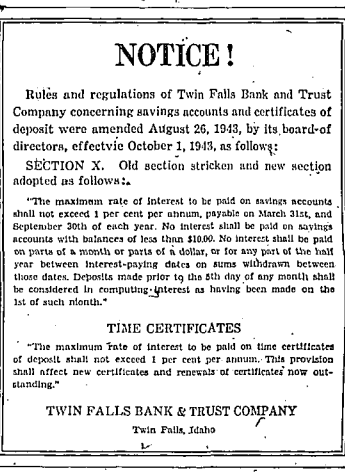 NOTICE!
Rules and regulations of Twin Falls Bank and Trust
Company concerning savings accounts and certificates of
deposit were amended August 26, 1943, by its board of
directors, effectvie October 1, 1943, as follows:
SECTION X. Old section stricken and new section
adopted as follows:
"The maximum rate of interest to be paid on savings accounts
shall not exceed 1 per cent per annum, payable on March 31st, and
September 30th of each year. No interest shall be paid on savings
accounts with balances of less than $10.00. No interest shall be paid
on parts of a month or parts of a dollar, or for any part of the half
year between interest-paying dates on sums withdrawn between
those dates. Deposits made prior to the 5th day of any month shall
be considered in computing interest as having been made on the
1st of such month."
TIME CERTIFICATES
"The maximum rate of interest to be paid on time certificates
of deposit shall not exceed 1 per cent per annum. This provision
shall affect new certificates and renewals of certificates now out-
standing."
TWIN FALLS BANK & TRUST COMPANY
Twin Falls, Idaho